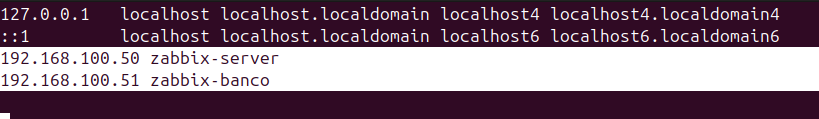 127.0.0.1   localhost localhost.localdomain localhost4 localhost4.localdomain4
::1         localhost localhost.localdomain localhost6 localhost6.localdomain6
192.168.100.50 zabbix-server
192.168.100.51 zabbix-banco